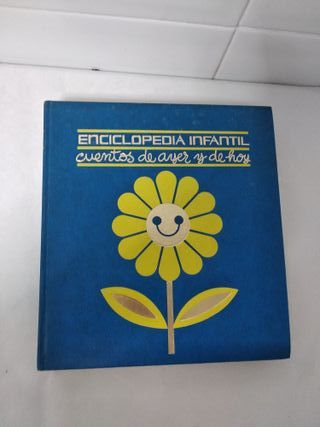 ENCICLOPEDIA INFANTIL
cuentos de ayer y de hoy